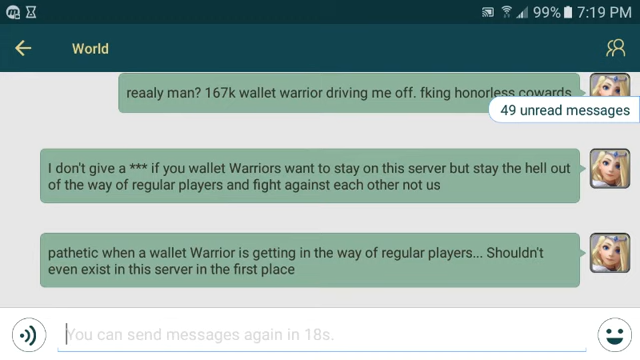 99% 7:19 PM
World
reaaly man? 167k wallet warrior driving me off. fking honorless cowards
49 unread messages
I don't give a *** if you wallet Warriors want to stay on this server but stay the hell out
of the way of regular players and fight against each other not us
pathetic when a wallet Warrior is getting in the way of regular players... Shouldn't
even exist in this server in the first place
You can send messages again in 18s.